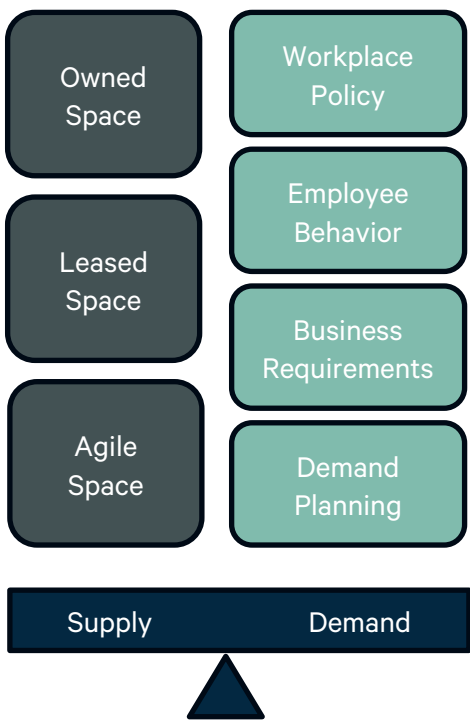 Owned
Space
Leased
Space
Agile
Space
Workplace
Policy
Employee
Behavior
Business
Requirements
Demand
Planning
Supply
Demand